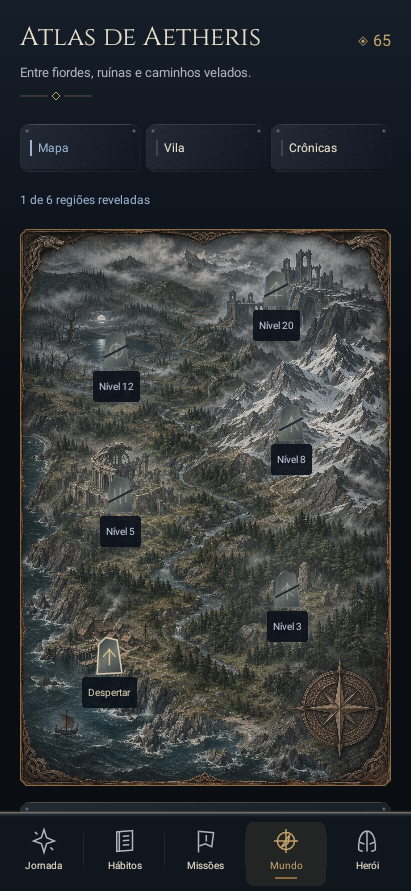 Atlas de Aetheris
65
Entre fiordes, ruínas e caminhos velados.
Mapa
Vila
Crônicas
1 de 6 regiões reveladas
Nível 20
Nível 12
Nível 8
Nível 5
Nível 3
Despertar
Jornada
Hábitos
Missões
Mundo
Herói